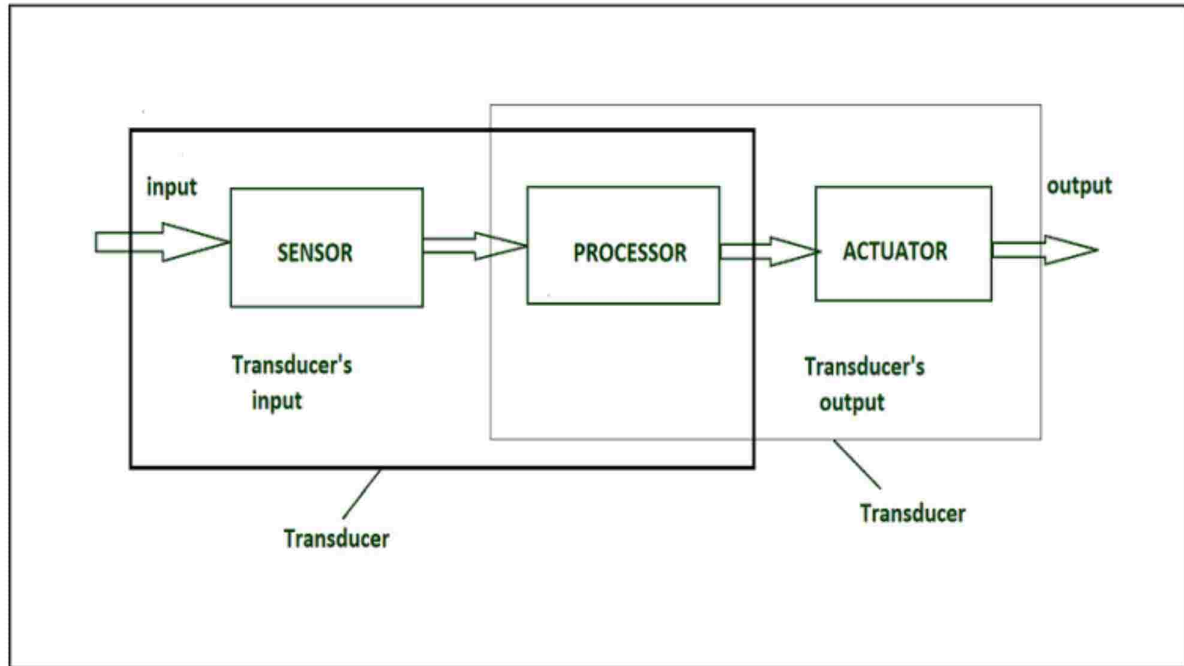 input
SENSOR
PROCESSOR
ACTUATOR
output
Transducer's
input
Transducer's
output
Transducer
Transducer